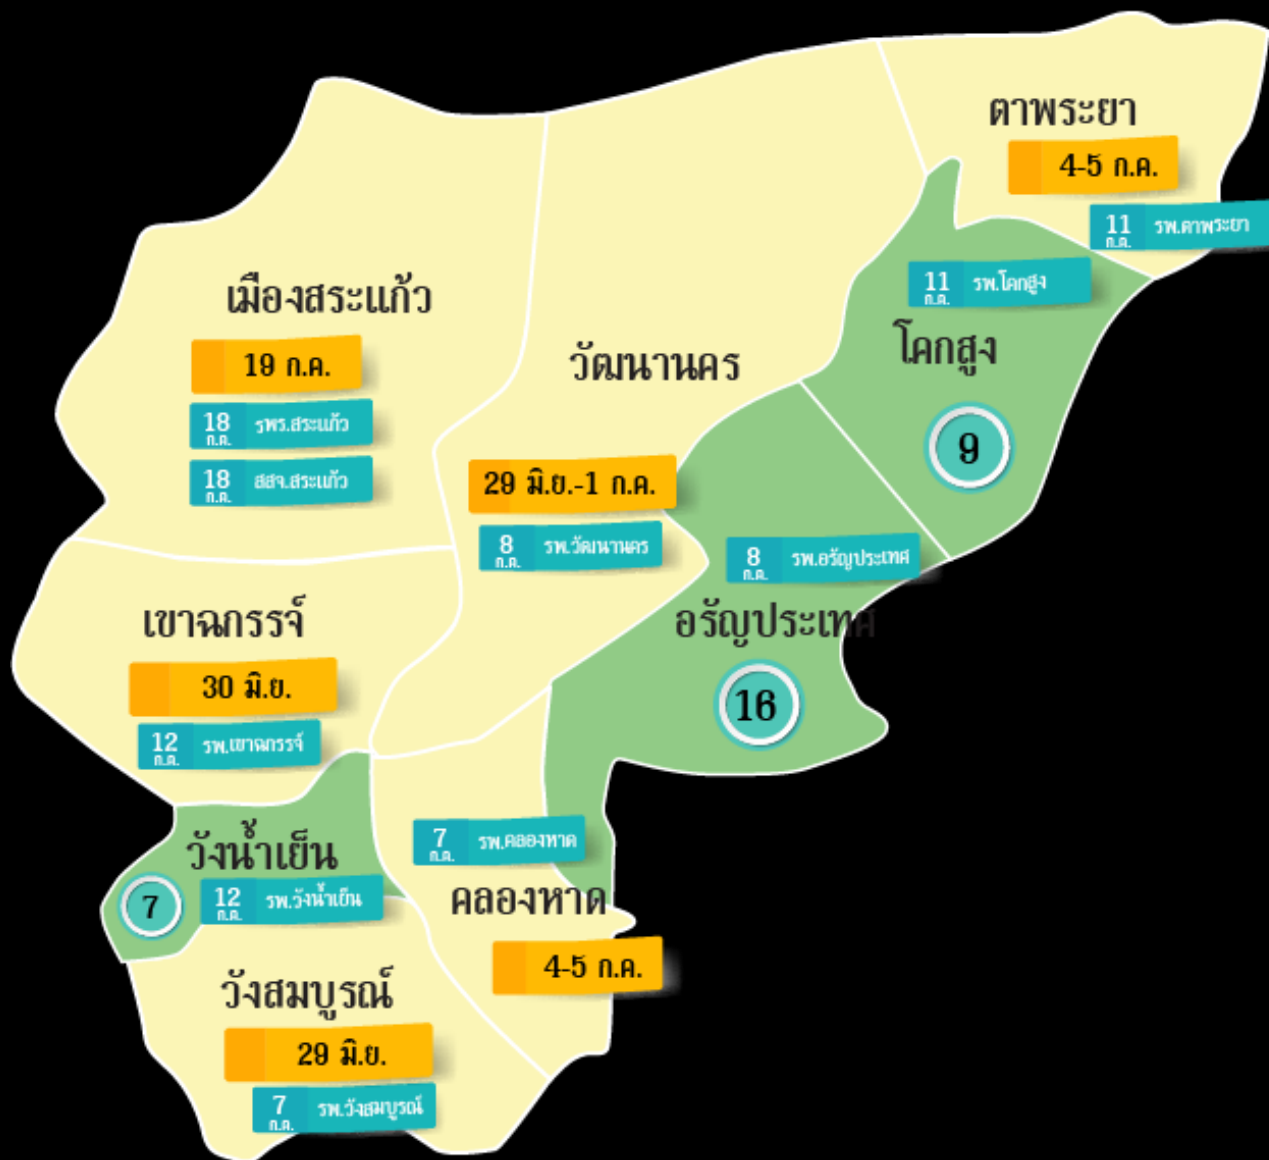 ตาพระยา
4-5 ก.ค.
11 ก.ค. รพ.ตาพระยา
11 ก.ค. รพ.โคกสูง
โคกสูง
9
เมืองสระแก้ว
19 ก.ค.
18 ก.ค. รพร.สระแก้ว
18 ก.ค. สสจ.สระแก้ว
วัฒนานคร
29 มิ.ย.-1 ก.ค.
8 ก.ค. รพ.วัฒนานคร
8 ก.ค. รพ.อรัญประเทศ
อรัญประเทศ
16
เขาฉกรรจ์
30 มิ.ย.
12 ก.ค. รพ.เขาฉกรรจ์
วังน้ำเย็น
7
12 ก.ค. รพ.วังน้ำเย็น
7 ก.ค. รพ.คลองหาด
คลองหาด
4-5 ก.ค.
วังสมบูรณ์
29 มิ.ย.
7 ก.ค. รพ.วังสมบูรณ์